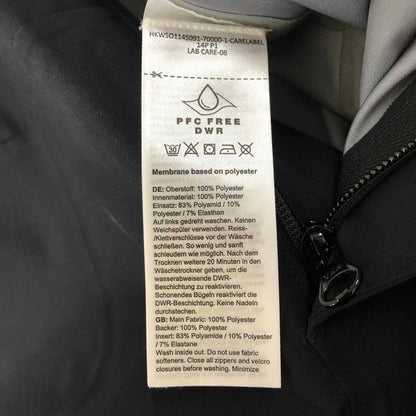 HKWSO1145091-70000-1-CARELABEL
14P P1
LAB CARE-08
PFC FREE
DWR
30
Membrane based on polyester
DE: Oberstoff: 100% Polyester
Innenmaterial: 100% Polyester
Einsatz: 83% Polyamid / 10%
Polyester / 7% Elasthan
Auf links gedreht waschen. Keinen
Weichspüler verwenden. Reiss-
/Kletverschlüsse vor der Wäsche
schließen. So wenig und sanft
schleudern wie möglich. Nach dem
Trocknen weitere 20 Minuten in den
Wäschetrockner geben, um die
wasserabweisende DWR-
Beschichtung zu reaktivieren.
Schonendes Bügeln reaktiviert die
DWR-Beschichtung. Keine Nadeln
durchstechen.
GB: Main Fabric: 100% Polyester
Backer: 100% Polyester
Insert: 83% Polyamide / 10% Polyester
/ 7% Elastane
Wash inside out. Do not use fabric
softeners. Close all zippers and velcro
closures before washing. Minimize